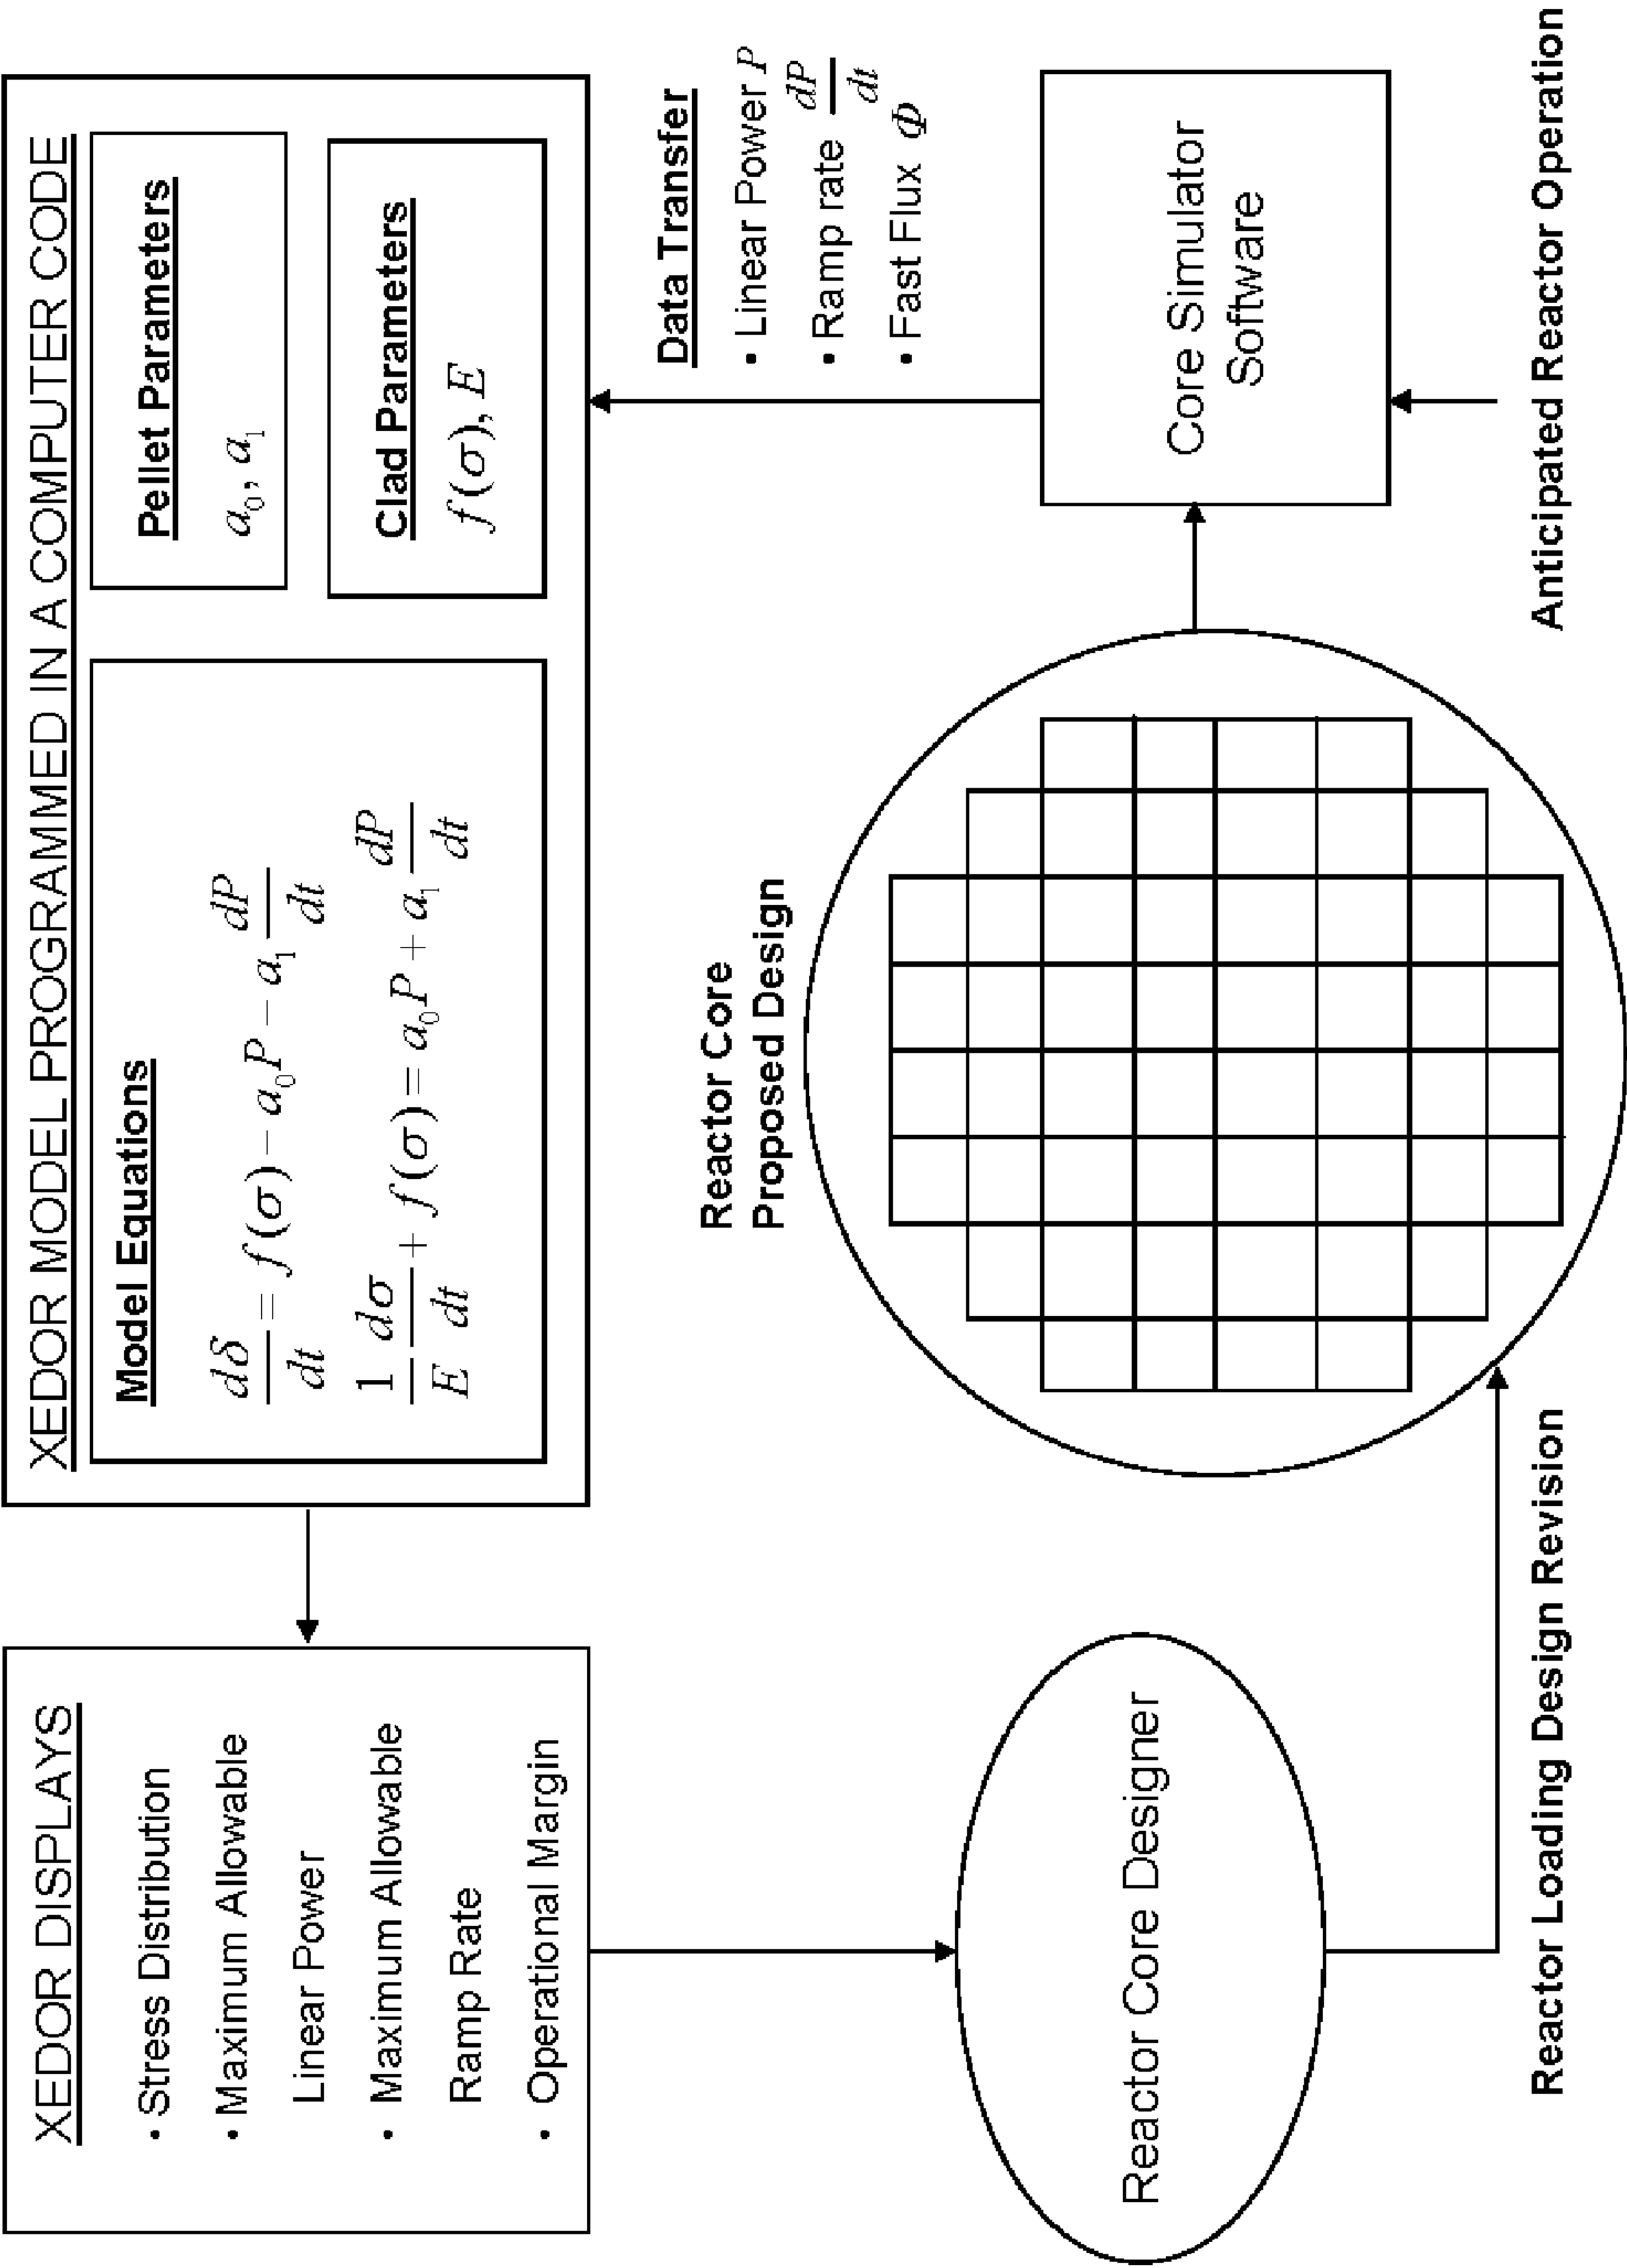 XEDOR DISPLAYS
• Stress Distribution
• Maximum Allowable
Linear Power
• Maximum Allowable
Ramp Rate
• Operational Margin
XEDOR MODEL PROGRAMMED IN A COMPUTER CODE
Model Equations
dδ/dt = f(σ) − a₀P − a₁ dP/dt
1/E dσ/dt + f(σ) = a₀P + a₁ dP/dt
Pellet Parameters
a₀, a₁
Clad Parameters
f(σ), E
Data Transfer
• Linear Power P
• Ramp rate dP/dt
• Fast Flux Φ
Reactor Core
Proposed Design
Reactor Core Designer
Core Simulator
Software
Reactor Loading Design Revision
Anticipated Reactor Operation